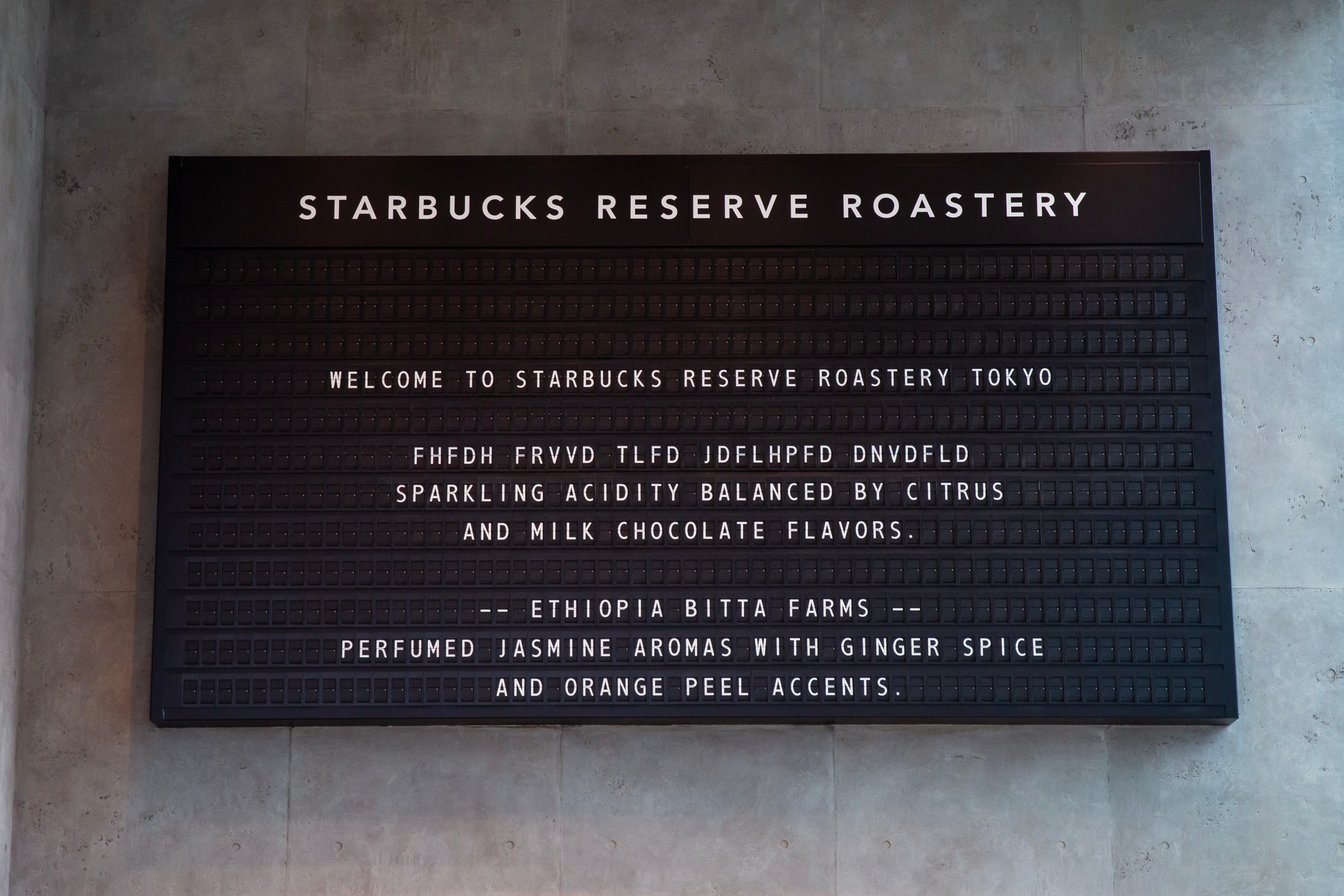 STARBUCKS RESERVE ROASTERY
WELCOME TO STARBUCKS RESERVE ROASTERY TOKYO
FHFDH FRVVD TLFD JDFLHPFD DNVDFLD
SPARKLING ACIDITY BALANCED BY CITRUS
AND MILK CHOCOLATE FLAVORS.
-- ETHIOPIA BITTA FARMS --
PERFUMED JASMINE AROMAS WITH GINGER SPICE
AND ORANGE PEEL ACCENTS.